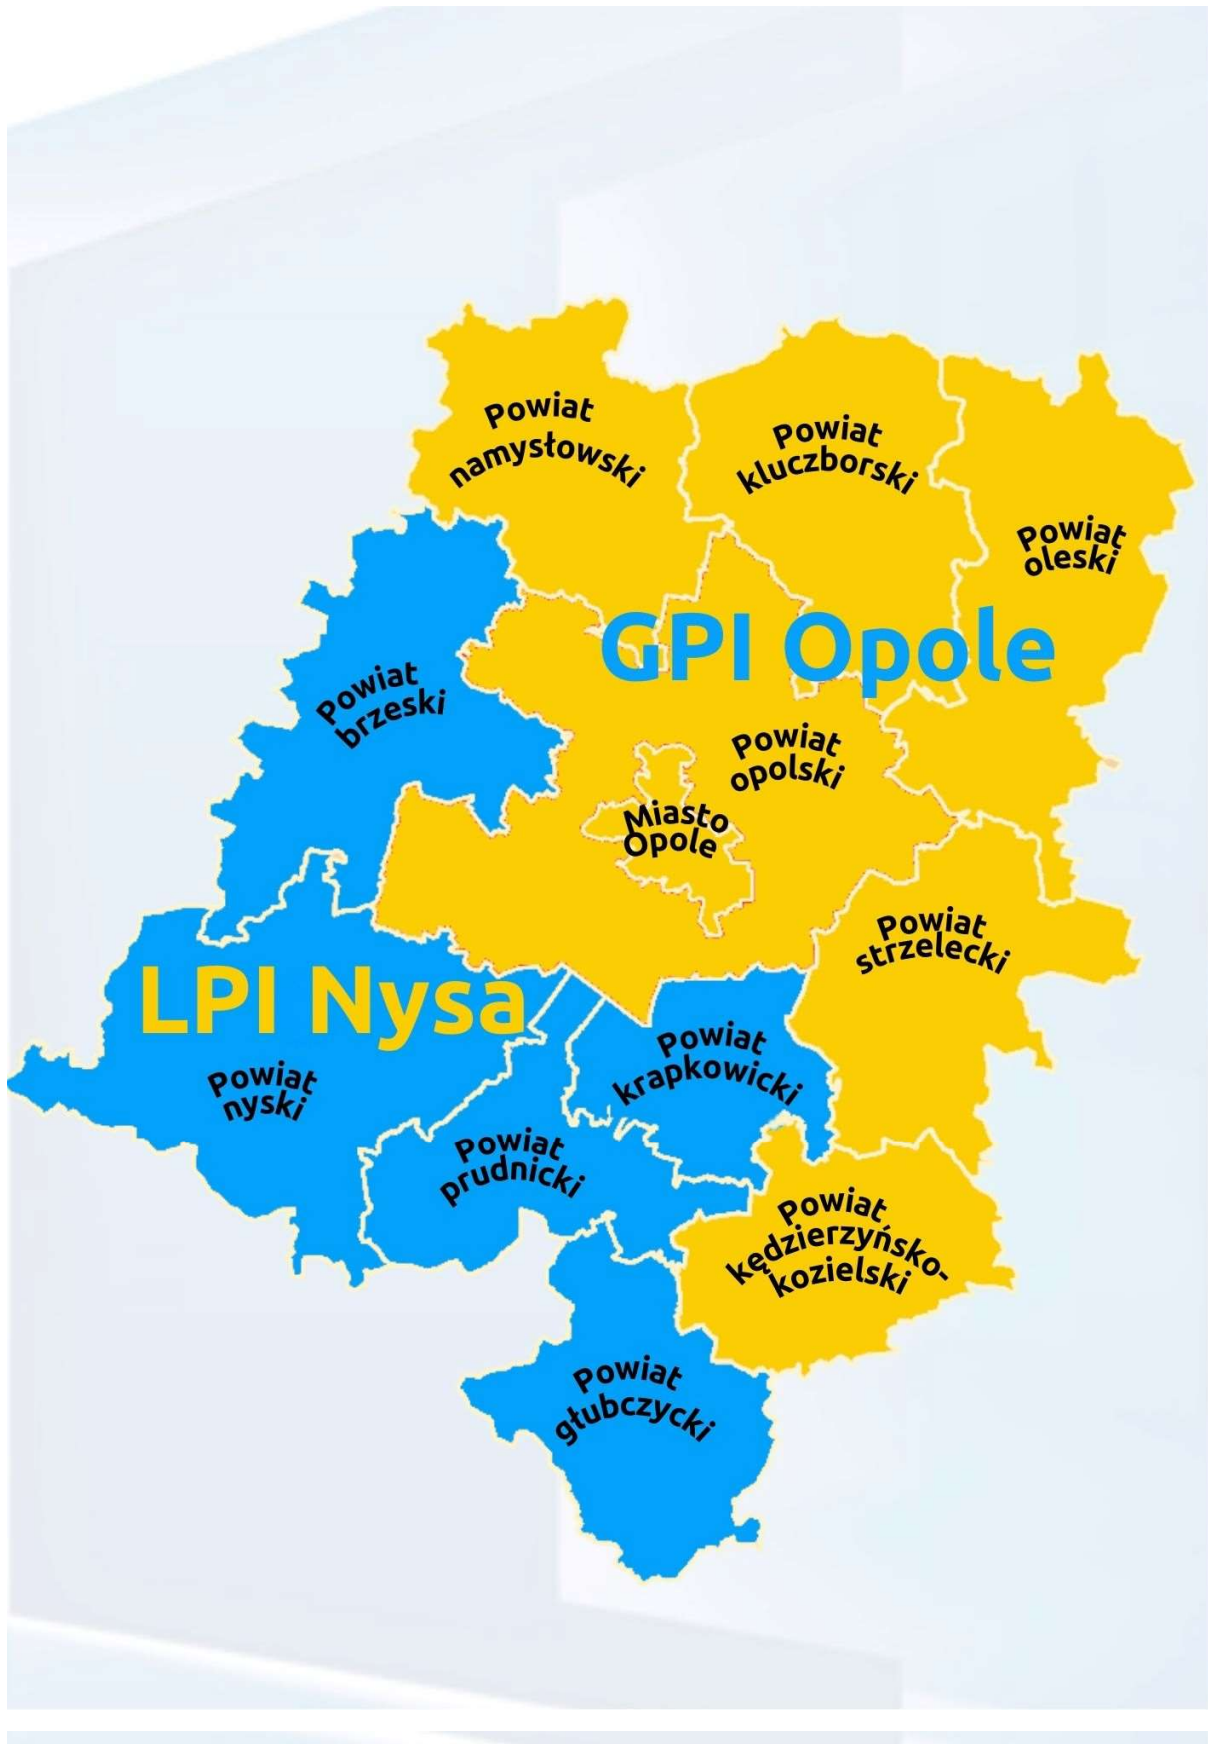 Powiat
namysłowski
Powiat
kluczborski
Powiat
oleski
GPI Opole
Powiat
brzeski
Powiat
opolski
Miasto
Opole
Powiat
strzelecki
LPI Nysa
Powiat
nyski
Powiat
krapkowicki
Powiat
prudnicki
Powiat
kędzierzyńsko-
kozielski
Powiat
głubczycki